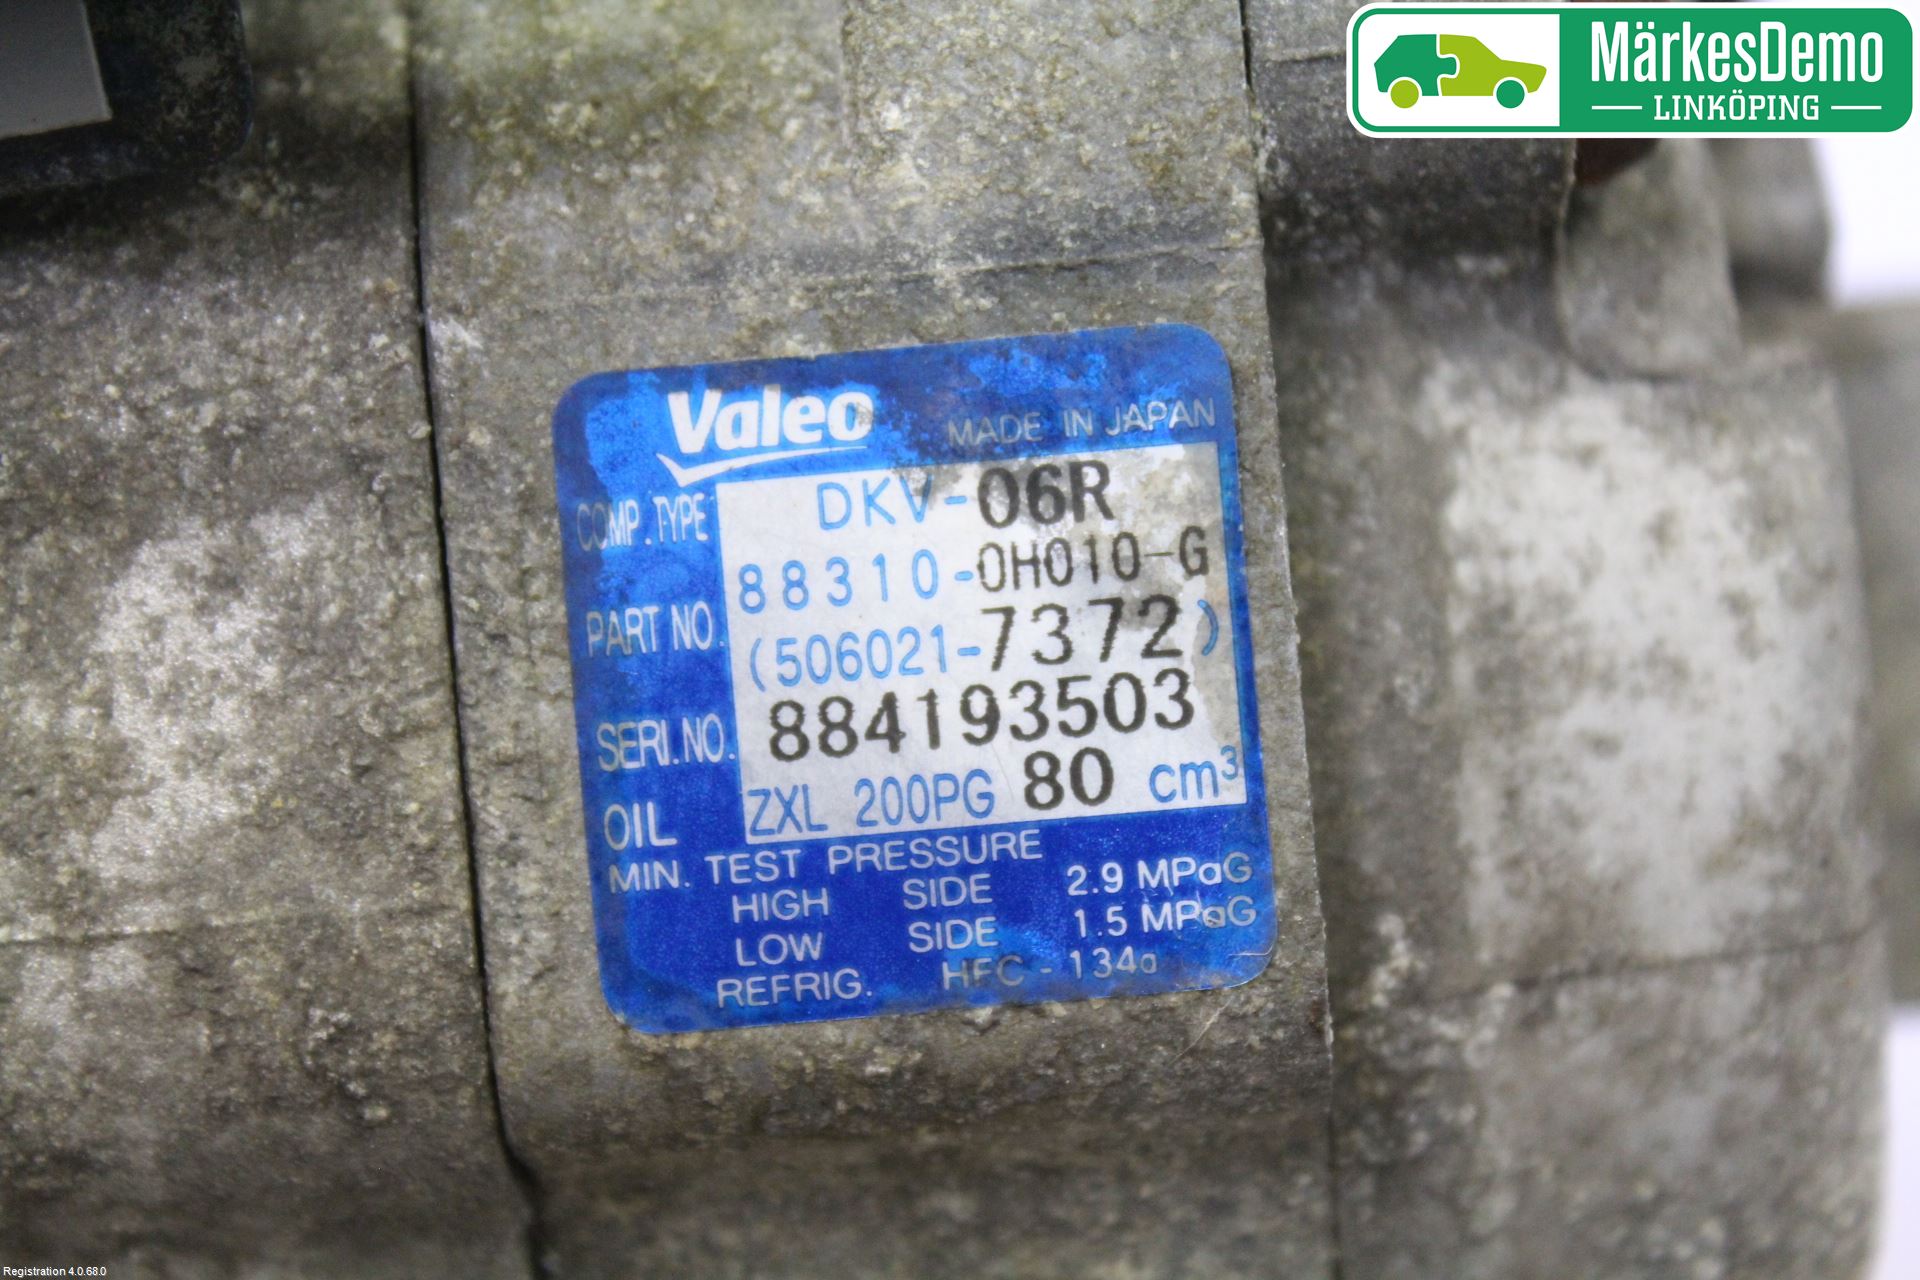 MärkesDemo
LINKÖPING
Valeo MADE IN JAPAN
COMP. TYPE DKV-06R
PART NO. 88310-0H010-G
(506021-7372)
SERI.NO. 884193503
OIL ZXL 200PG 80 cm³
MIN. TEST PRESSURE
HIGH SIDE 2.9 MPaG
LOW SIDE 1.5 MPaG
REFRIG. HFC - 134a
Registration 4.0.68.0